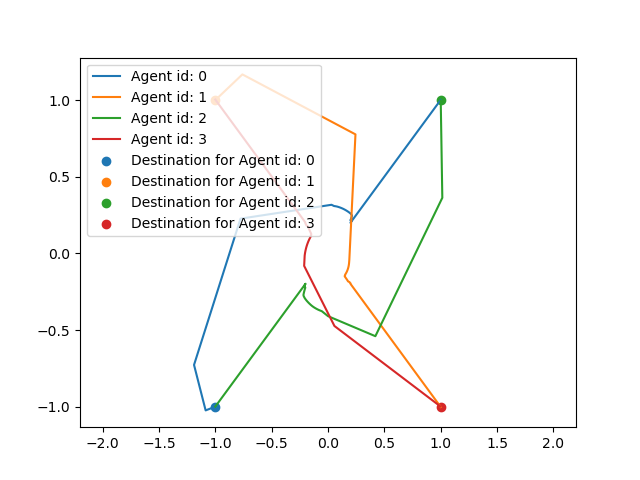 Agent id: 0
Agent id: 1
Agent id: 2
Agent id: 3
Destination for Agent id: 0
Destination for Agent id: 1
Destination for Agent id: 2
Destination for Agent id: 3
1.0
0.5
0.0
−0.5
−1.0
−2.0 −1.5 −1.0 −0.5 0.0 0.5 1.0 1.5 2.0